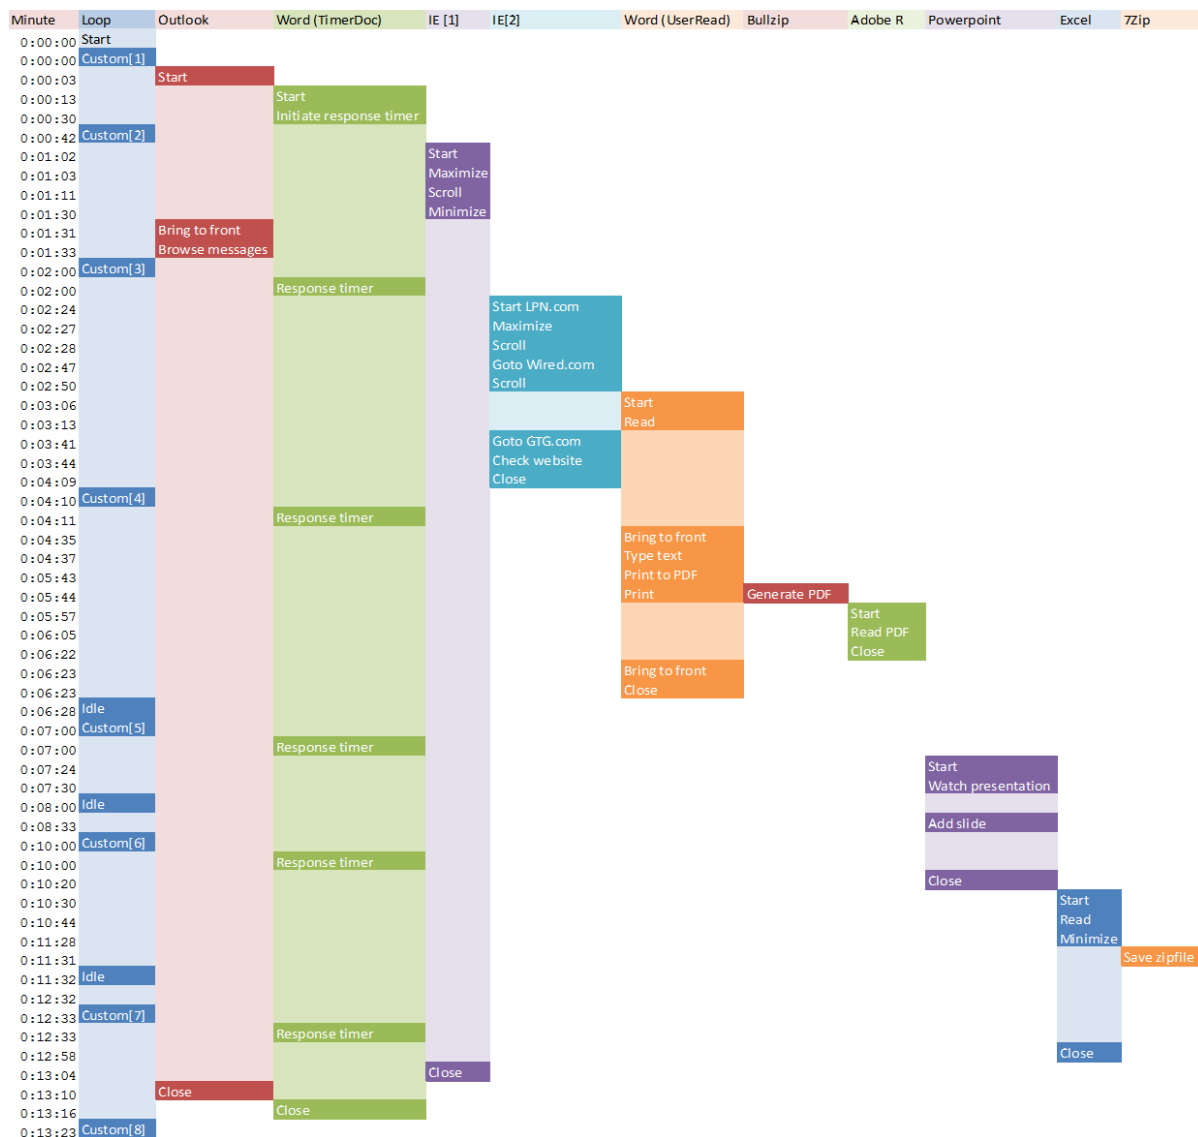 Minute Loop Outlook Word (TimerDoc) IE [1] IE[2] Word (UserRead) Bullzip Adobe R Powerpoint Excel 7Zip
0:00:00 Start
0:00:00 Custom[1]
0:00:03 Start
0:00:13 Start
0:00:30 Initiate response timer
0:00:42 Custom[2]
0:01:02 Start
0:01:03 Maximize
0:01:11 Scroll
0:01:30 Minimize
0:01:31 Bring to front
0:01:33 Browse messages
0:02:00 Custom[3]
0:02:00 Response timer
0:02:24 Start LPN.com
0:02:27 Maximize
0:02:28 Scroll
0:02:47 Goto Wired.com
0:02:50 Scroll
0:03:06 Start
0:03:13 Read
0:03:41 Goto GTG.com
0:03:44 Check website
0:04:09 Close
0:04:10 Custom[4]
0:04:11 Response timer
0:04:35 Bring to front
0:04:37 Type text
0:05:43 Print to PDF
0:05:44 Print Generate PDF
0:05:57 Start
0:06:05 Read PDF
0:06:22 Close
0:06:23 Bring to front
0:06:23 Close
0:06:28 Idle
0:07:00 Custom[5]
0:07:00 Response timer
0:07:24 Start
0:07:30 Watch presentation
0:08:00 Idle
0:08:33 Add slide
0:10:00 Custom[6]
0:10:00 Response timer
0:10:20 Close
0:10:30 Start
0:10:44 Read
0:11:28 Minimize
0:11:31 Save zipfile
0:11:32 Idle
0:12:32
0:12:33 Custom[7]
0:12:33 Response timer
0:12:58 Close
0:13:04 Close
0:13:10 Close
0:13:16 Close
0:13:23 Custom[8]